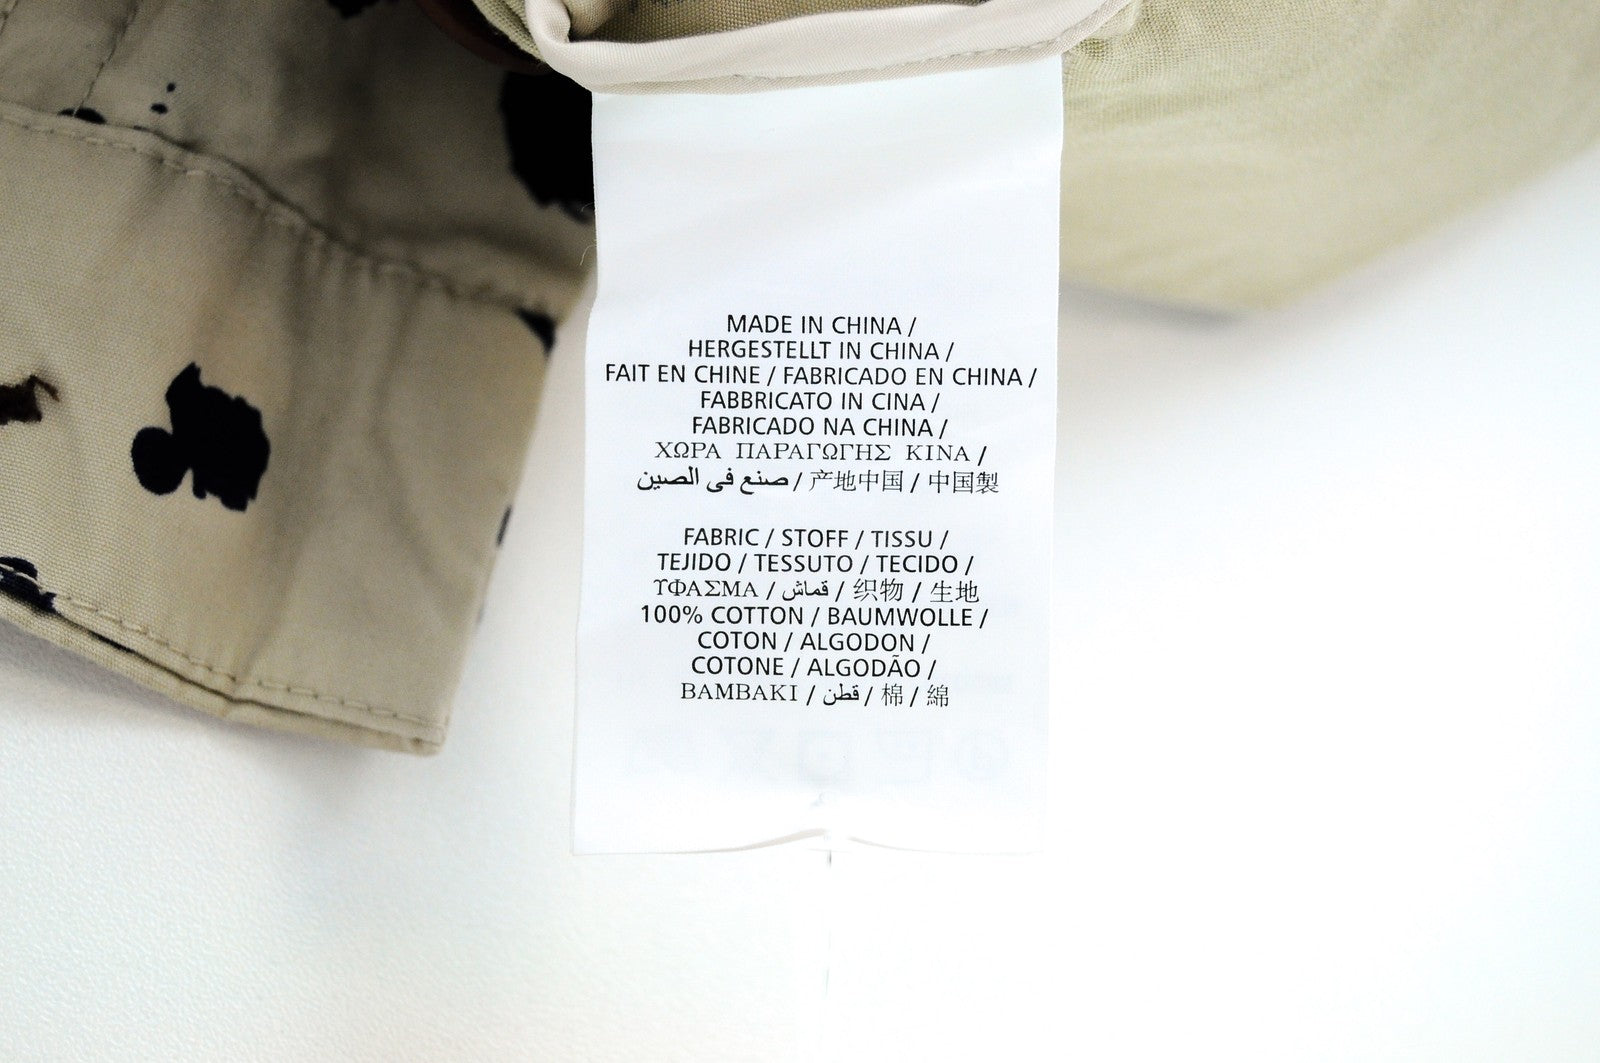 MADE IN CHINA /
HERGESTELLT IN CHINA /
FAIT EN CHINE / FABRICADO EN CHINA /
FABBRICATO IN CINA /
FABRICADO NA CHINA /
ΧΩΡΑ ΠΑΡΑΓΩΓΗΣ ΚΙΝΑ /
صنع فى الصين / 产地中国 / 中国製
FABRIC / STOFF / TISSU /
TEJIDO / TESSUTO / TECIDO /
ΥΦΑΣΜΑ / قماش / 织物 / 生地
100% COTTON / BAUMWOLLE /
COTON / ALGODON /
COTONE / ALGODÃO /
ΒΑΜΒΑΚΙ / قطن / 棉 / 綿